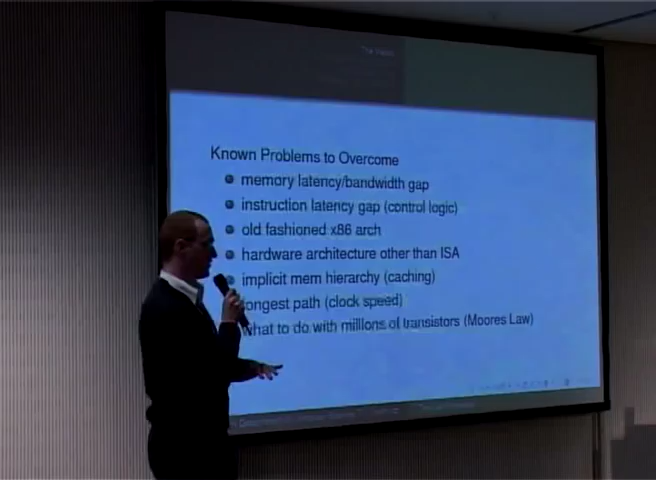 Known Problems to Overcome
memory latency/bandwidth gap
instruction latency gap (control logic)
old fashioned x86 arch
hardware architecture other than ISA
implicit mem hierarchy (caching)
longest path (clock speed)
what to do with millions of transistors (Moores Law)